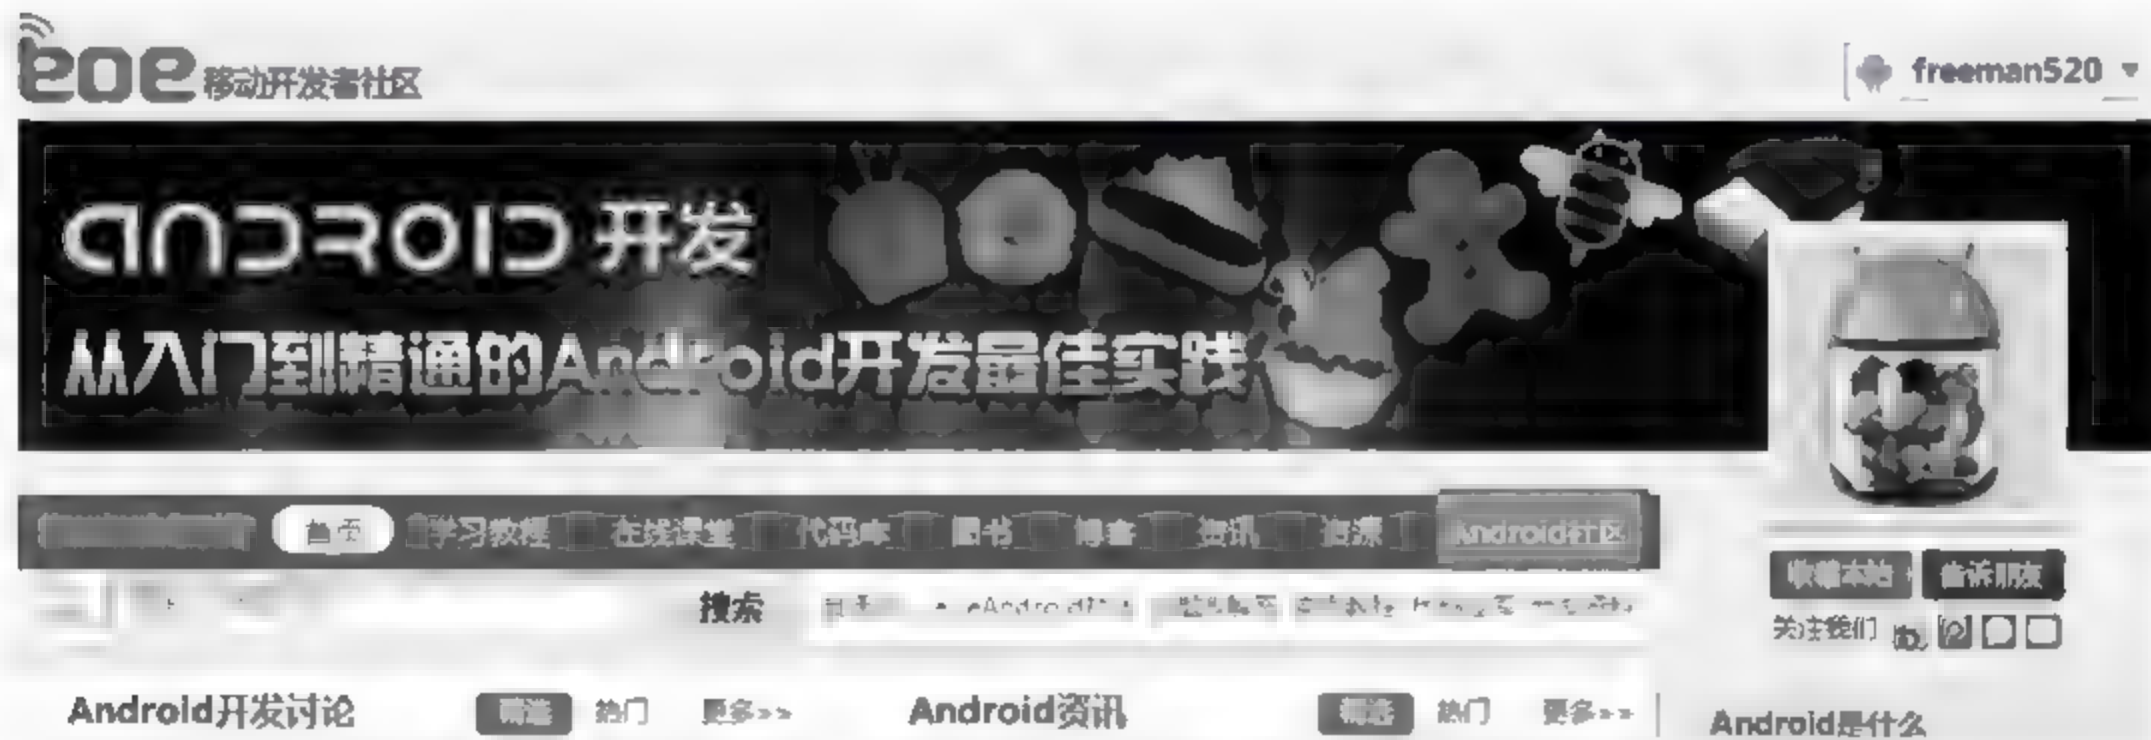 eoe 移动开发者社区
freeman520
ANDROID 开发
从入门到精通的Android开发最佳实践
首页 学习教程 在线课堂 代码库 图书 博客 资讯 资源 Android社区
搜索
收藏本站 告诉朋友
关注我们
Android开发讨论 精选 热门 更多>>
Android资讯 精选 热门 更多>>
Android是什么